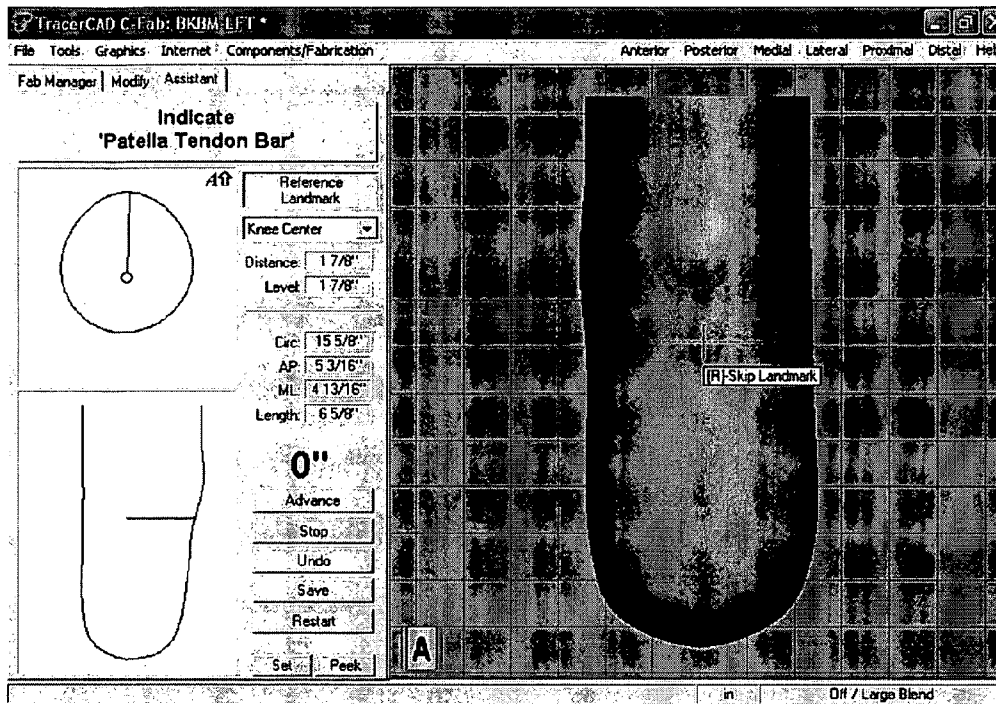 TracerCAD C-Fab: BKBM-LFT *
File Tools Graphics Internet Components/Fabrication Anterior Posterior Medial Lateral Proximal Distal Hel
Fab Manager Modify Assistant
Indicate
'Patella Tendon Bar'
A⇧
Reference
Landmark
Knee Center
Distance: 1 7/8"
Level: 1 7/8"
Circ: 15 5/8"
AP: 5 3/16"
ML: 4 13/16"
Length: 6 5/8"
0"
Advance
Stop
Undo
Save
Restart
Set Peek
[R]-Skip Landmark
A
in Off / Large Blend